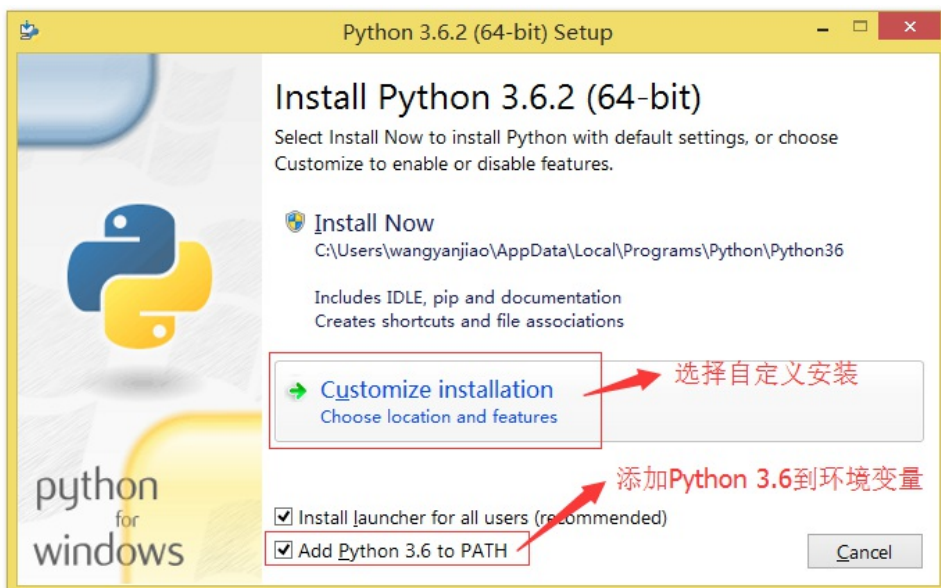 Python 3.6.2 (64-bit) Setup
Install Python 3.6.2 (64-bit)
Select Install Now to install Python with default settings, or choose
Customize to enable or disable features.
Install Now
C:\Users\wangyanjiao\AppData\Local\Programs\Python\Python36
Includes IDLE, pip and documentation
Creates shortcuts and file associations
Customize installation
Choose location and features
选择自定义安装
添加Python 3.6到环境变量
Install launcher for all users (recommended)
Add Python 3.6 to PATH
Cancel
python
for
windows